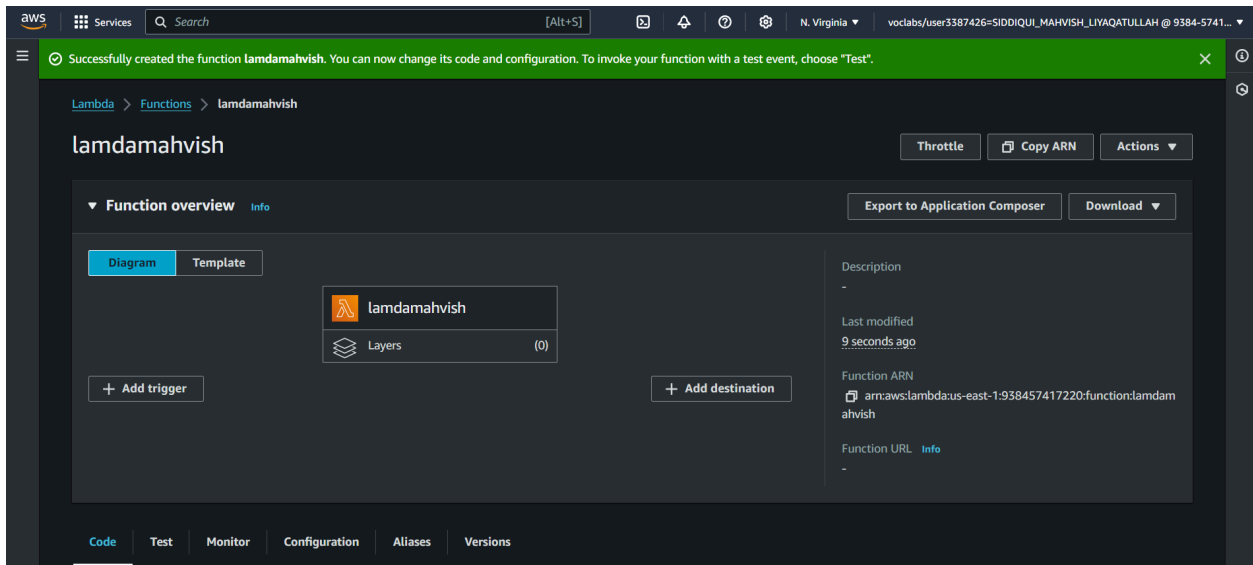 aws Services Search [Alt+S] N. Virginia ▼ voclabs/user3387426=SIDDIQUI_MAHVISH_LIYAQATULLAH @ 9384-5741... ▼
Successfully created the function lamdamahvish. You can now change its code and configuration. To invoke your function with a test event, choose "Test".
Lambda > Functions > lamdamahvish
lamdamahvish
Throttle Copy ARN Actions ▼
▼ Function overview Info
Export to Application Composer Download ▼
Diagram Template
lamdamahvish
Layers (0)
+ Add trigger
+ Add destination
Description
-
Last modified
9 seconds ago
Function ARN
arn:aws:lambda:us-east-1:938457417220:function:lamdam
ahvish
Function URL Info
-
Code Test Monitor Configuration Aliases Versions